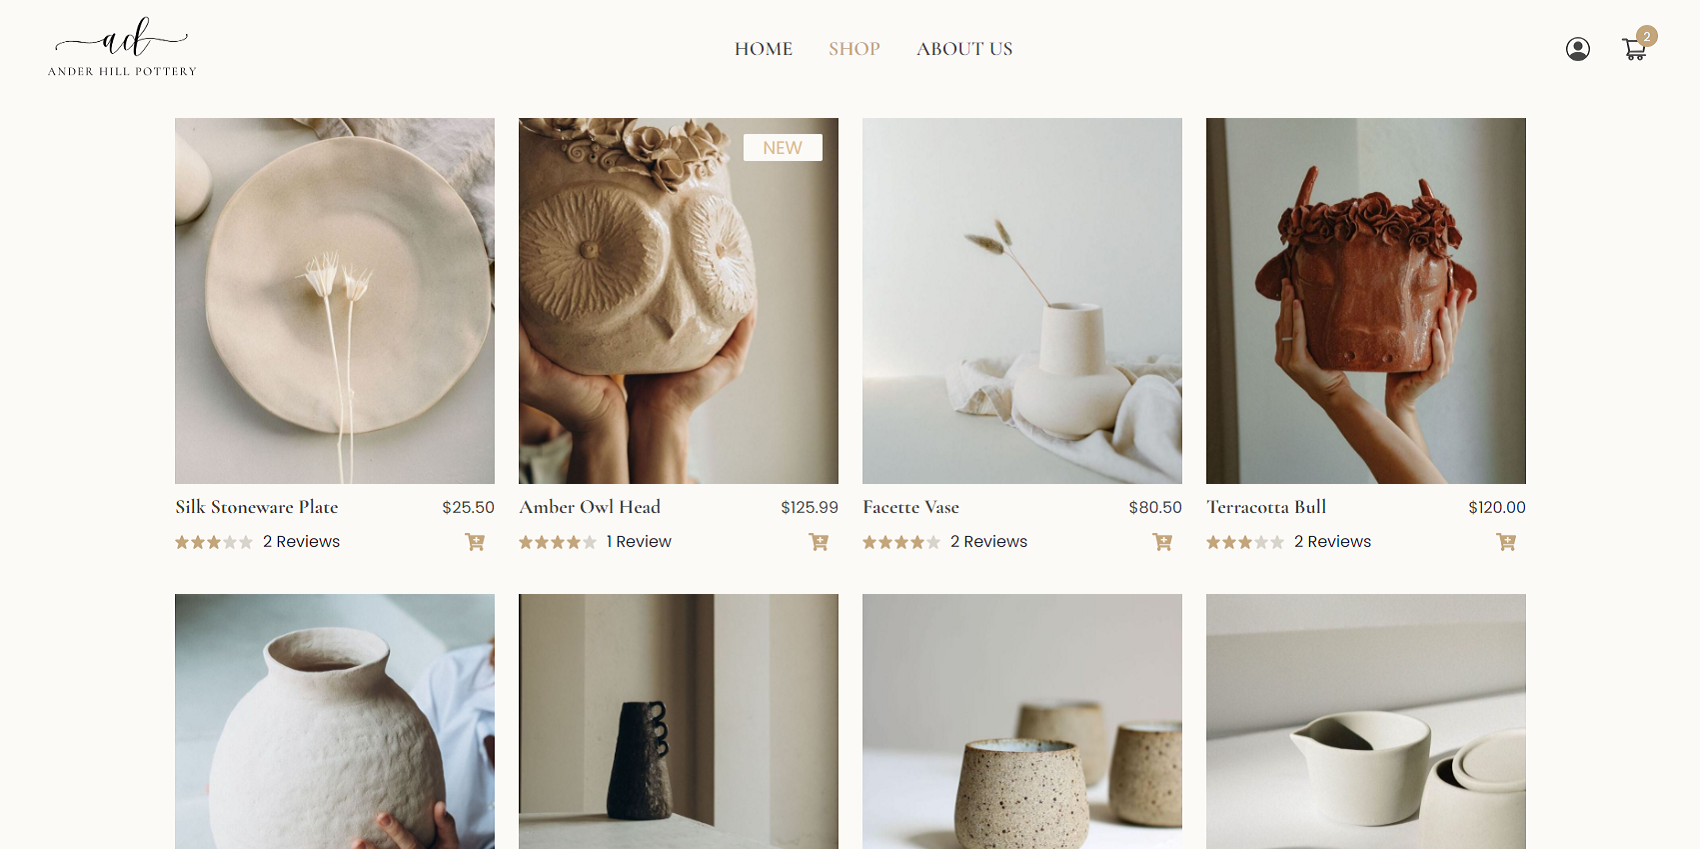 ad
ANDER HILL POTTERY
HOME SHOP ABOUT US
2
NEW
Silk Stoneware Plate $25.50
2 Reviews
Amber Owl Head $125.99
1 Review
Facette Vase $80.50
2 Reviews
Terracotta Bull $120.00
2 Reviews